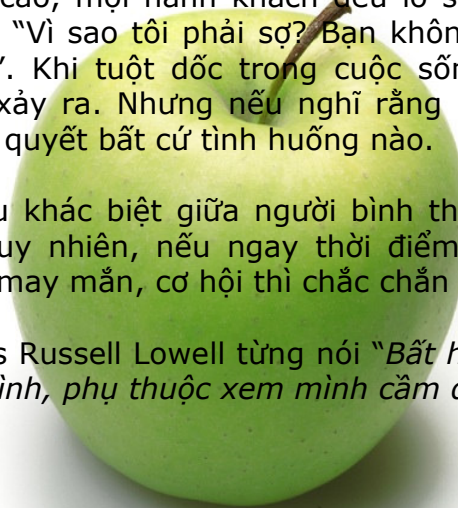 cao, mọi hành khách đều lo s
“Vì sao tôi phải sợ? Bạn khôn
”. Khi tuột dốc trong cuộc sốn
xảy ra. Nhưng nếu nghĩ rằng
quyết bất cứ tình huống nào.
u khác biệt giữa người bình th
uy nhiên, nếu ngay thời điểm
may mắn, cơ hội thì chắc chắn
s Russell Lowell từng nói “Bất h
ình, phụ thuộc xem mình cầm